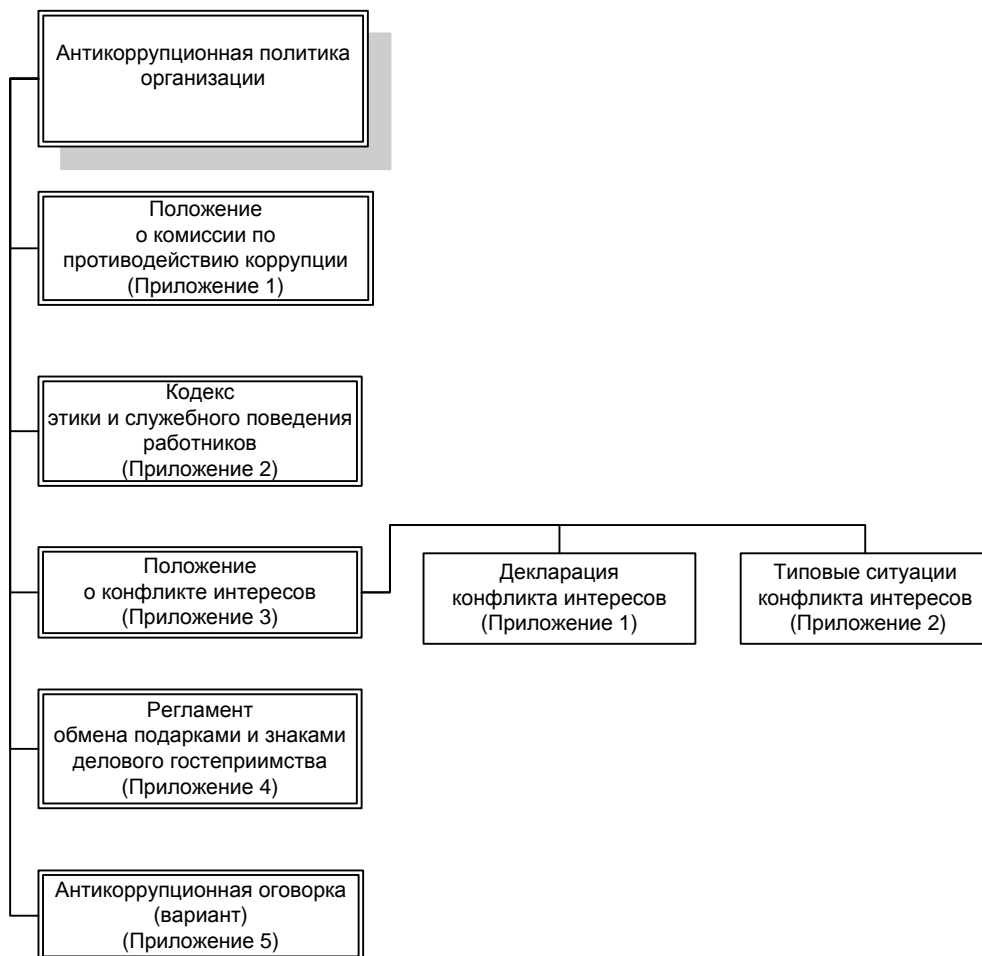 Антикоррупционная политика
организации
Положение
о комиссии по
противодействию коррупции
(Приложение 1)
Кодекс
этики и служебного поведения
работников
(Приложение 2)
Положение
о конфликте интересов
(Приложение 3)
Декларация
конфликта интересов
(Приложение 1)
Типовые ситуации
конфликта интересов
(Приложение 2)
Регламент
обмена подарками и знаками
делового гостеприимства
(Приложение 4)
Антикоррупционная оговорка
(вариант)
(Приложение 5)